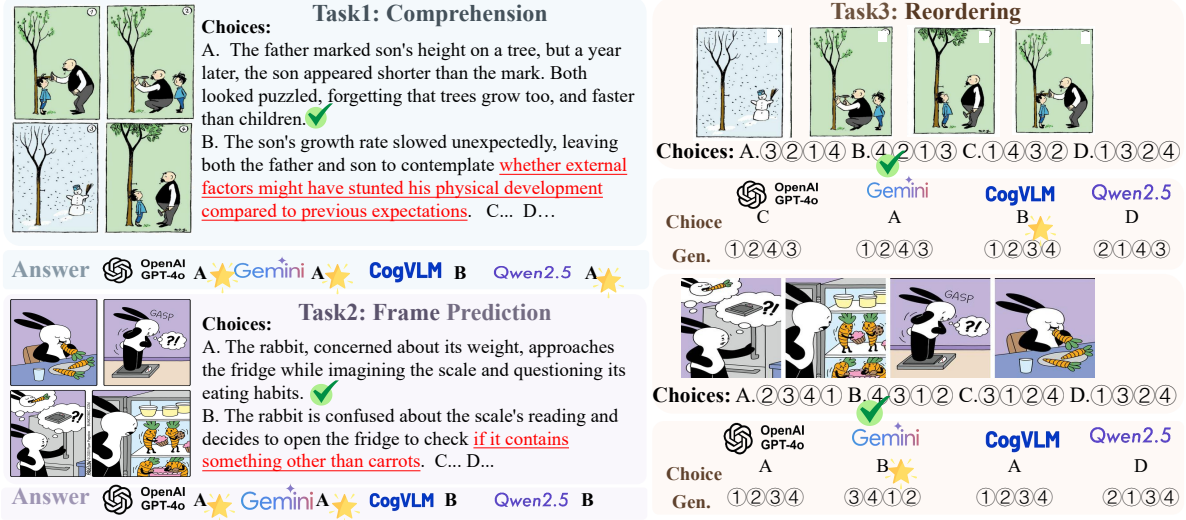 Task1: Comprehension
Choices:
A. The father marked son's height on a tree, but a year
later, the son appeared shorter than the mark. Both
looked puzzled, forgetting that trees grow too, and faster
than children.
B. The son's growth rate slowed unexpectedly, leaving
both the father and son to contemplate whether external
factors might have stunted his physical development
compared to previous expectations. C... D...
① ②
③ ④
Answer OpenAI GPT-4o A Gemini A CogVLM B Qwen2.5 A
Task2: Frame Prediction
Choices:
A. The rabbit, concerned about its weight, approaches
the fridge while imagining the scale and questioning its
eating habits.
B. The rabbit is confused about the scale's reading and
decides to open the fridge to check if it contains
something other than carrots. C... D...
GASP
?!
?!
Answer OpenAI GPT-4o A Gemini A CogVLM B Qwen2.5 B
Task3: Reordering
Choices: A.③②①④ B.④②①③ C.①④③② D.①③②④
OpenAI GPT-4o Gemini CogVLM Qwen2.5
Chioce C A B D
Gen. ①②④③ ①②④③ ①②③④ ②①④③
?!
GASP
?!
Choices: A.②③④① B.④③①② C.③①②④ D.①③②④
OpenAI GPT-4o Gemini CogVLM Qwen2.5
Choice A B A D
Gen. ①②③④ ③④①② ①②③④ ②①③④